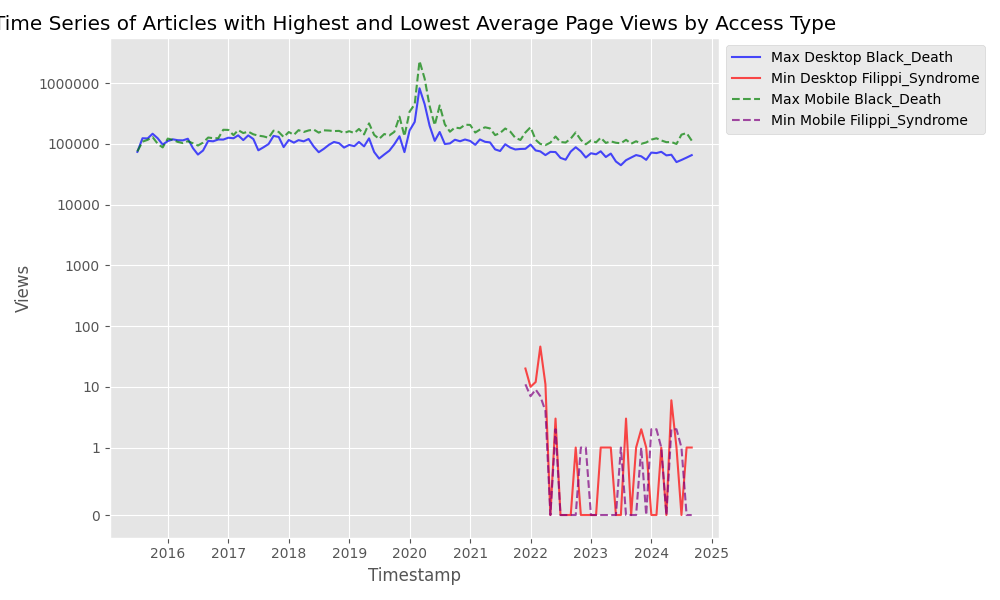 Time Series of Articles with Highest and Lowest Average Page Views by Access Type
Max Desktop Black_Death
Min Desktop Filippi_Syndrome
Max Mobile Black_Death
Min Mobile Filippi_Syndrome
Views
1000000
100000
10000
1000
100
10
1
0
2016 2017 2018 2019 2020 2021 2022 2023 2024 2025
Timestamp